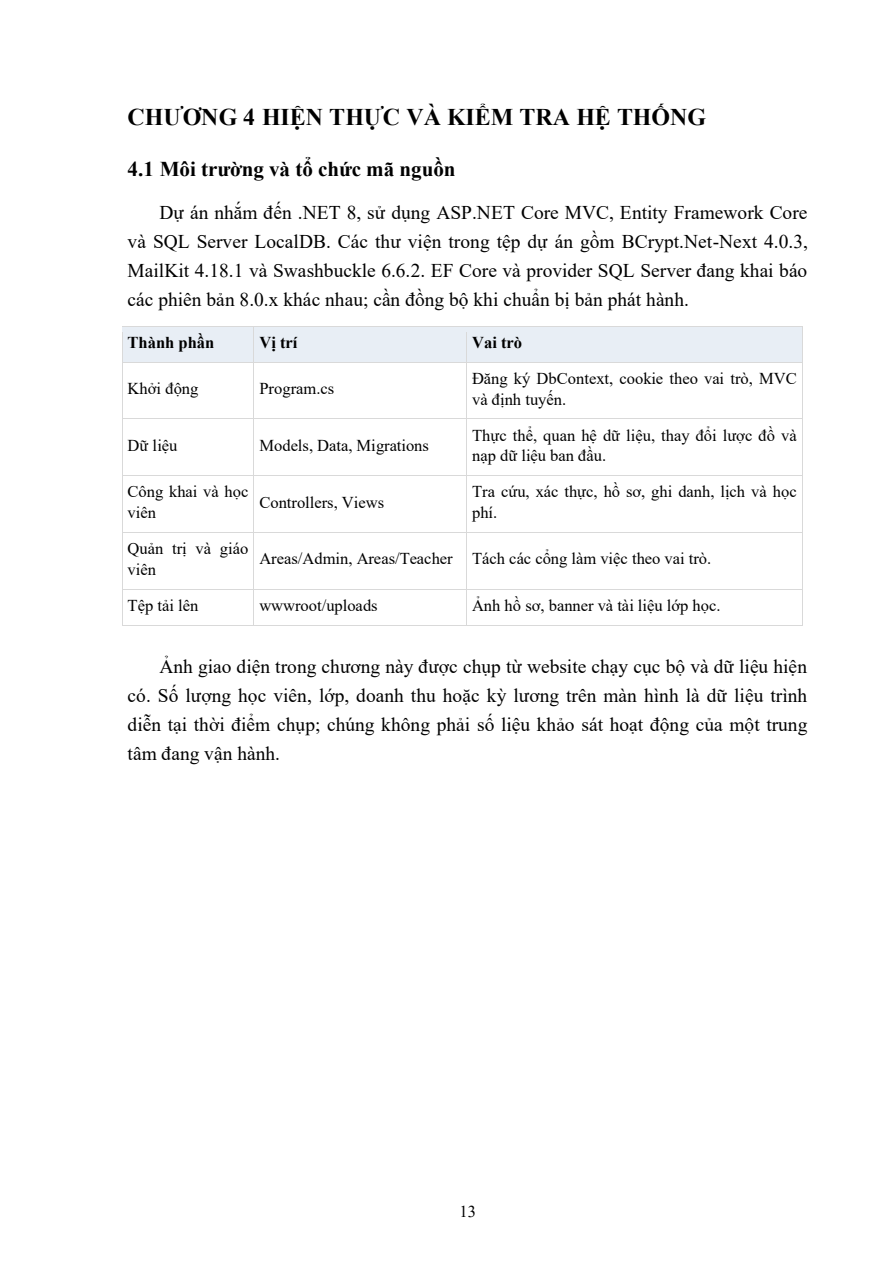 CHƯƠNG 4 HIỆN THỰC VÀ KIỂM TRA HỆ THỐNG
4.1 Môi trường và tổ chức mã nguồn
Dự án nhắm đến .NET 8, sử dụng ASP.NET Core MVC, Entity Framework Core
và SQL Server LocalDB. Các thư viện trong tệp dự án gồm BCrypt.Net-Next 4.0.3,
MailKit 4.18.1 và Swashbuckle 6.6.2. EF Core và provider SQL Server đang khai báo
các phiên bản 8.0.x khác nhau; cần đồng bộ khi chuẩn bị bản phát hành.
Thành phần Vị trí Vai trò
Khởi động Program.cs Đăng ký DbContext, cookie theo vai trò, MVC
và định tuyến.
Dữ liệu Models, Data, Migrations Thực thể, quan hệ dữ liệu, thay đổi lược đồ và
nạp dữ liệu ban đầu.
Công khai và học
viên Controllers, Views Tra cứu, xác thực, hồ sơ, ghi danh, lịch và học
phí.
Quản trị và giáo
viên Areas/Admin, Areas/Teacher Tách các cổng làm việc theo vai trò.
Tệp tải lên wwwroot/uploads Ảnh hồ sơ, banner và tài liệu lớp học.
Ảnh giao diện trong chương này được chụp từ website chạy cục bộ và dữ liệu hiện
có. Số lượng học viên, lớp, doanh thu hoặc kỳ lương trên màn hình là dữ liệu trình
diễn tại thời điểm chụp; chúng không phải số liệu khảo sát hoạt động của một trung
tâm đang vận hành.
13